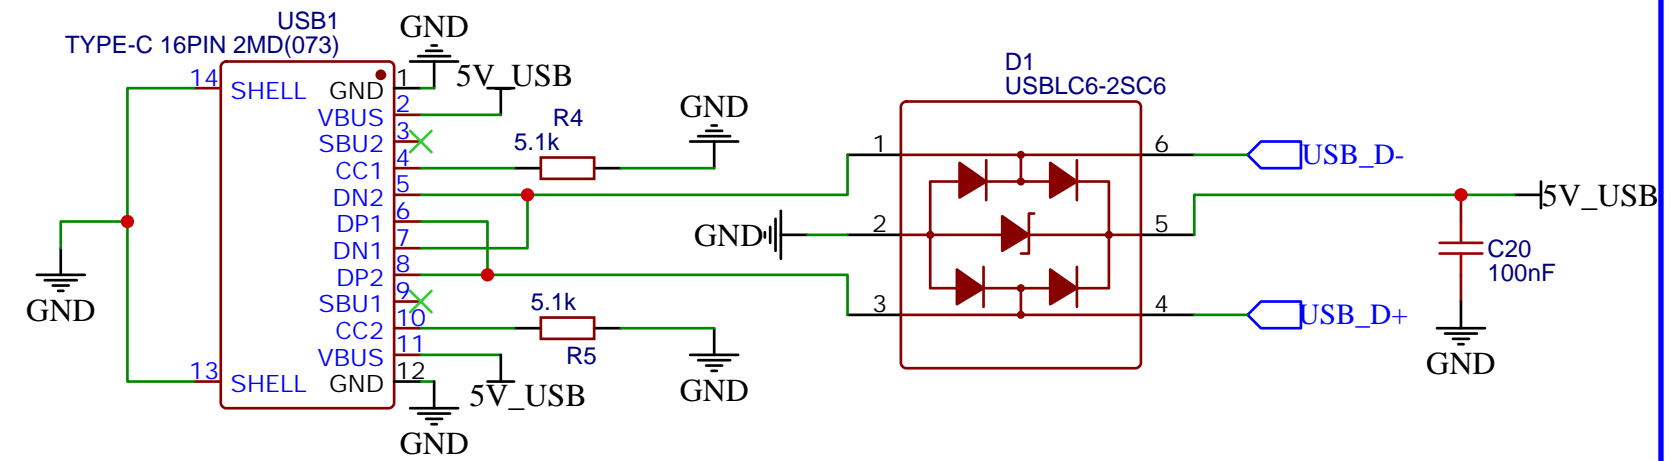 USB1
TYPE-C 16PIN 2MD(073)
14
SHELL
13
SHELL
GND
1
VBUS
2
SBU2
3
CC1
4
DN2
5
DP1
6
DN1
7
DP2
8
SBU1
9
CC2
10
VBUS
11
GND
12
GND
GND
5V_USB
R4
5.1k
GND
5.1k
R5
GND
5V_USB
GND
D1
USBLC6-2SC6
1
GND
2
3
6
5
4
USB_D-
5V_USB
C20
100nF
USB_D+
GND